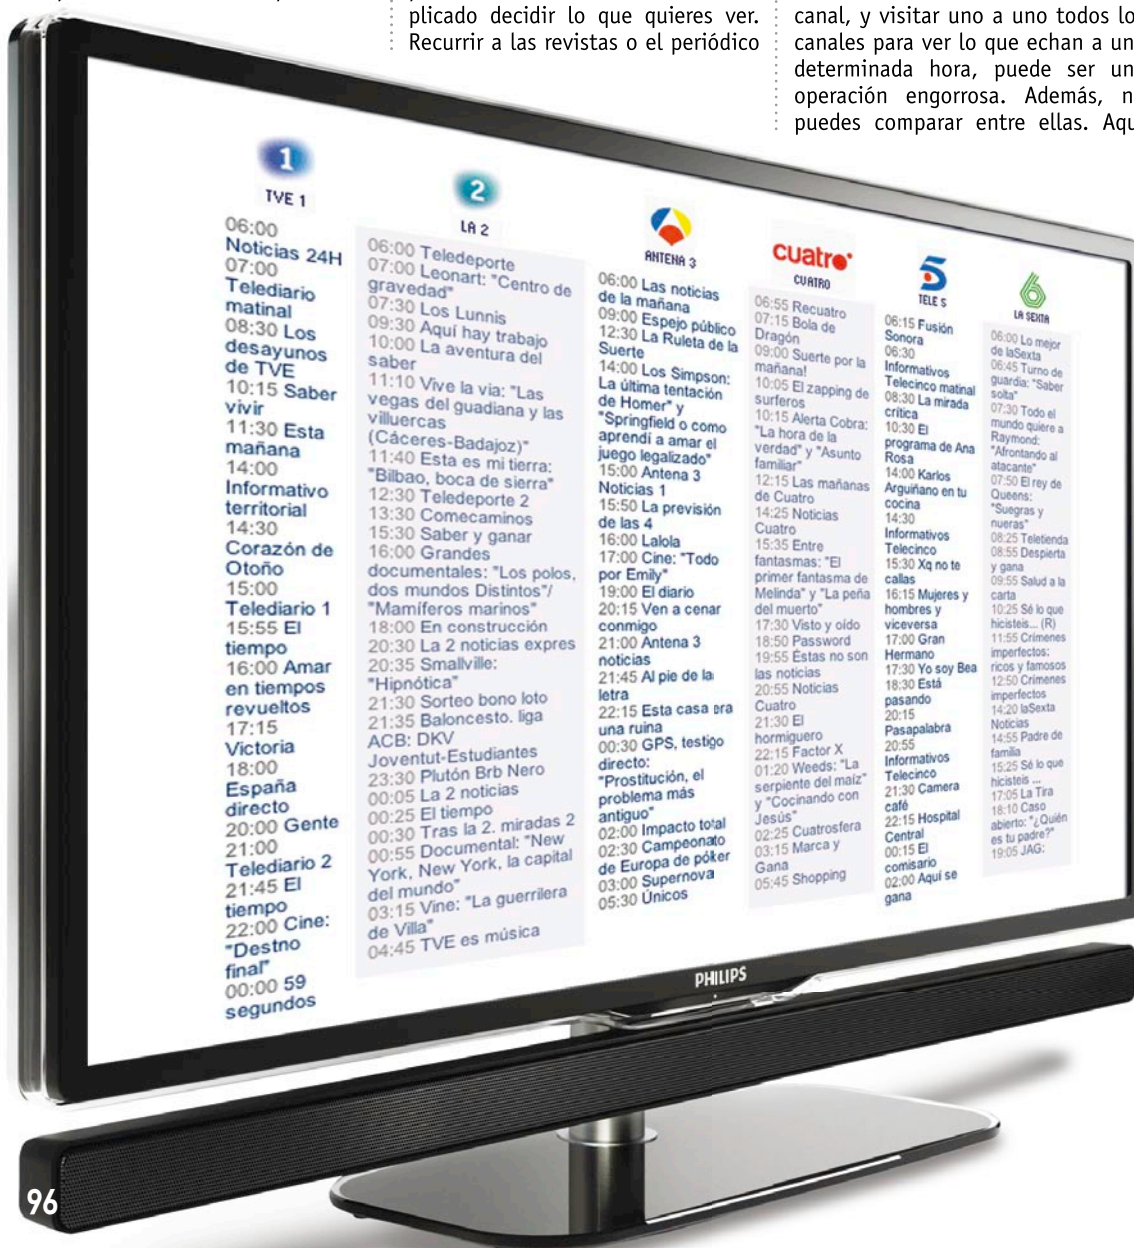 plicado decidir lo que quieres ver.
Recurrir a las revistas o el periódico
canal, y visitar uno a uno todos lo
canales para ver lo que echan a un
determinada hora, puede ser un
operación engorrosa. Además, n
puedes comparar entre ellas. Aqu
1
TVE 1
06:00
Noticias 24H
07:00
Telediario
matinal
08:30 Los
desayunos
de TVE
10:15 Saber
vivir
11:30 Esta
mañana
14:00
Informativo
territorial
14:30
Corazón de
Otoño
15:00
Telediario 1
15:55 El
tiempo
16:00 Amar
en tiempos
revueltos
17:15
Victoria
18:00
España
directo
20:00 Gente
21:00
Telediario 2
21:45 El
tiempo
22:00 Cine:
"Destno
final"
00:00 59
segundos
2
LA 2
06:00 Teledeporte
07:00 Leonart: "Centro de
gravedad"
07:30 Los Lunnis
09:30 Aquí hay trabajo
10:00 La aventura del
saber
11:10 Vive la via: "Las
vegas del guadiana y las
villuercas
(Cáceres-Badajoz)"
11:40 Esta es mi tierra:
"Bilbao, boca de sierra"
12:30 Teledeporte 2
13:30 Comecaminos
15:30 Saber y ganar
16:00 Grandes
documentales: "Los polos,
dos mundos Distintos"/
"Mamíferos marinos"
18:00 En construcción
20:30 La 2 noticias expres
20:35 Smallville:
"Hipnótica"
21:30 Sorteo bono loto
21:35 Baloncesto. liga
ACB: DKV
Joventut-Estudiantes
23:30 Plutón Brb Nero
00:05 La 2 noticias
00:25 El tiempo
00:30 Tras la 2. miradas 2
00:55 Documental: "New
York, New York, la capital
del mundo"
03:15 Vine: "La guerrilera
de Villa"
04:45 TVE es música
ANTENA 3
06:00 Las noticias
de la mañana
09:00 Espejo público
12:30 La Ruleta de la
Suerte
14:00 Los Simpson:
La última tentación
de Homer" y
"Springfield o como
aprendí a amar el
juego legalizado"
15:00 Antena 3
Noticias 1
15:50 La previsión
de las 4
16:00 Lalola
17:00 Cine: "Todo
por Emily"
19:00 El diario
20:15 Ven a cenar
conmigo
21:00 Antena 3
noticias
21:45 Al pie de la
letra
22:15 Esta casa era
una ruina
00:30 GPS, testigo
directo:
"Prostitución, el
problema más
antiguo"
02:00 Impacto total
02:30 Campeonato
de Europa de póker
03:00 Supernova
05:30 Únicos
cuatro
CUATRO
06:55 Recuatro
07:15 Bola de
Dragón
09:00 Suerte por la
mañana!
10:05 El zapping de
surferos
10:15 Alerta Cobra:
"La hora de la
verdad" y "Asunto
familiar"
12:15 Las mañanas
de Cuatro
14:25 Noticias
Cuatro
15:35 Entre
fantasmas: "El
primer fantasma de
Melinda" y "La peña
del muerto"
17:30 Visto y oído
18:50 Password
19:55 Éstas no son
las noticias
20:55 Noticias
Cuatro
21:30 El
hormiguero
22:15 Factor X
01:20 Weeds: "La
serpiente del maíz"
y "Cocinando con
Jesús"
02:25 Cuatrosfera
03:15 Marca y
Gana
05:45 Shopping
5
TELE 5
06:15 Fusión
Sonora
06:30
Informativos
Telecinco matinal
08:30 La mirada
crítica
10:30 El
programa de Ana
Rosa
14:00 Karlos
Arguiñano en tu
cocina
14:30
Informativos
Telecinco
15:30 Xq no te
callas
16:15 Mujeres y
hombres y
viceversa
17:00 Gran
Hermano
17:30 Yo soy Bea
18:30 Está
pasando
20:15
Pasapalabra
20:55
Informativos
Telecinco
21:30 Camera
café
22:15 Hospital
Central
00:15 El
comisario
02:00 Aquí se
gana
6
LA SEXTA
06:00 Lo mejor
de laSexta
06:45 Turno de
guardia: "Saber
solta"
07:30 Todo el
mundo quiere a
Raymond:
"Afrontando al
atacante"
07:50 El rey de
Queens:
"Suegras y
nueras"
08:25 Teletienda
08:55 Despierta
y gana
09:55 Salud a la
carta
10:25 Sé lo que
hicisteis... (R)
11:55 Crímenes
imperfectos:
ricos y famosos
12:50 Crímenes
imperfectos
14:20 laSexta
Noticias
14:55 Padre de
familia
15:25 Sé lo que
hicisteis ...
17:05 La Tira
18:10 Caso
abierto: "¿Quién
es tu padre?"
19:05 JAG:
PHILIPS
96